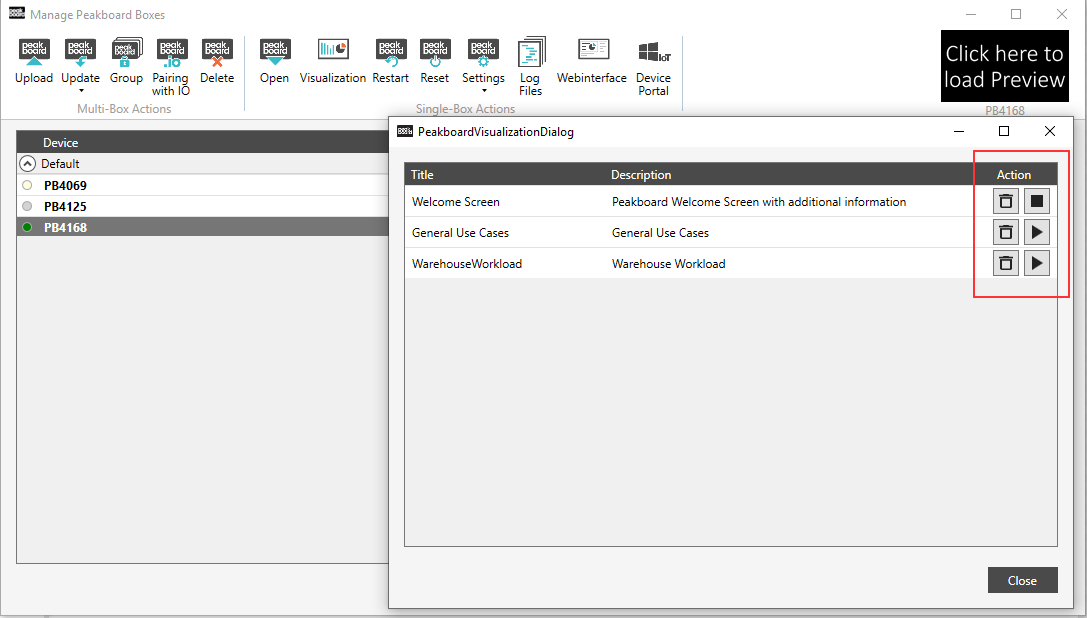 Manage Peakboard Boxes
Upload Update Group Pairing with IO Delete
Multi-Box Actions
Open Visualization Restart Reset Settings Log Files Webinterface Device Portal
Single-Box Actions
Click here to
load Preview
PB4168
Device
Default
PB4069
PB4125
PB4168
PeakboardVisualizationDialog
Title Description Action
Welcome Screen Peakboard Welcome Screen with additional information
General Use Cases General Use Cases
WarehouseWorkload Warehouse Workload
Close